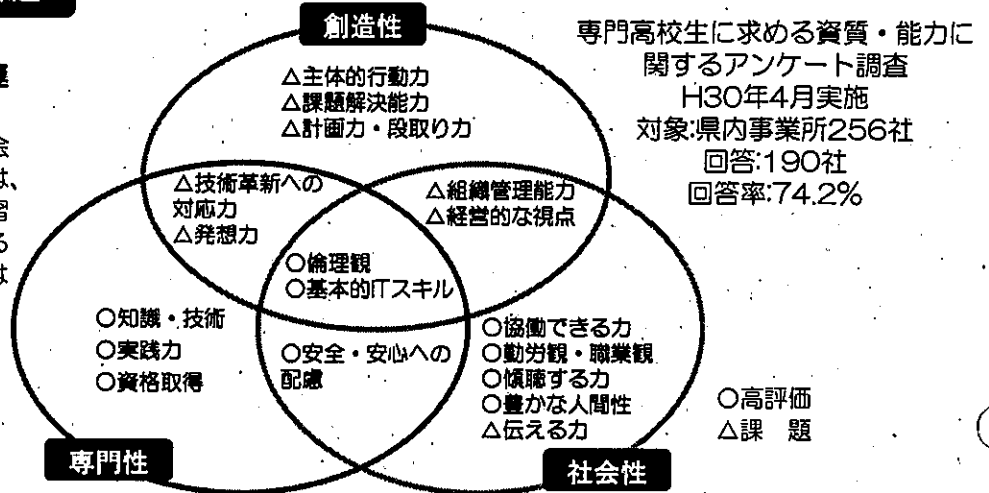 創造性
専門高校生に求める資質・能力に
関するアンケート調査
H30年4月実施
対象:県内事業所256社
回答:190社
回答率:74.2%
△主体的行動力
△課題解決能力
△計画力・段取り力
△技術革新への
対応力
△発想力
△組織管理能力
△経営的な視点
○倫理観
○基本的ITスキル
○知識・技術
○実践力
○資格取得
○安全・安心への
配慮
○協働できる力
○勤労観・職業観
○傾聴する力
○豊かな人間性
△伝える力
○高評価
△課 題
専門性
社会性
は、
る
は